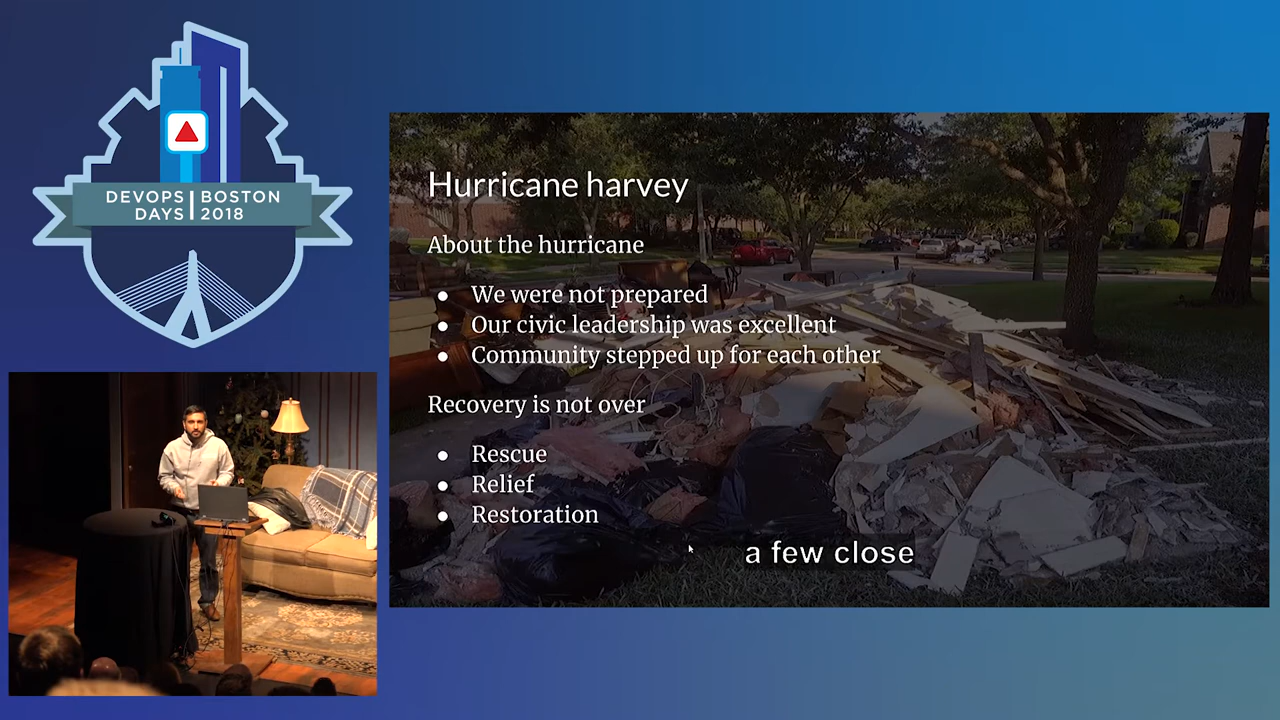 DEVOPS BOSTON
DAYS 2018
Hurricane harvey
About the hurricane
● We were not prepared
● Our civic leadership was excellent
● Community stepped up for each other
Recovery is not over
● Rescue
● Relief
● Restoration
a few close